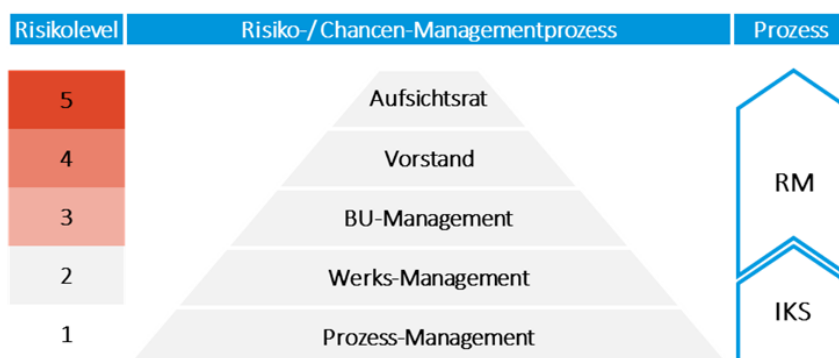 Risikolevel Risiko-/Chancen-Managementprozess Prozess
5 Aufsichtsrat
4 Vorstand
RM
3 BU-Management
2 Werks-Management
IKS
1 Prozess-Management